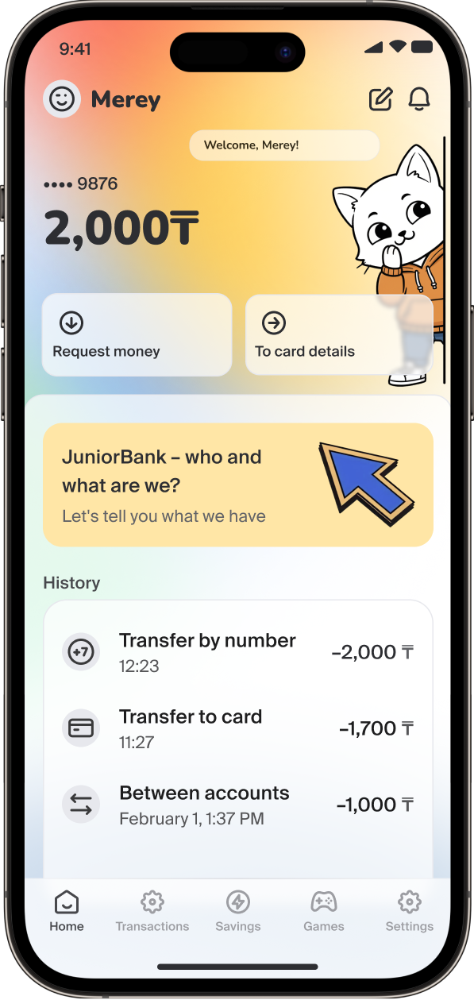 9:41
Merey
Welcome, Merey!
•••• 9876
2,000₸
Request money
To card details
JuniorBank – who and
what are we?
Let's tell you what we have
History
+7
Transfer by number
–2,000 ₸
12:23
Transfer to card
–1,700 ₸
11:27
Between accounts
–1,000 ₸
February 1, 1:37 PM
Home
Transactions
Savings
Games
Settings